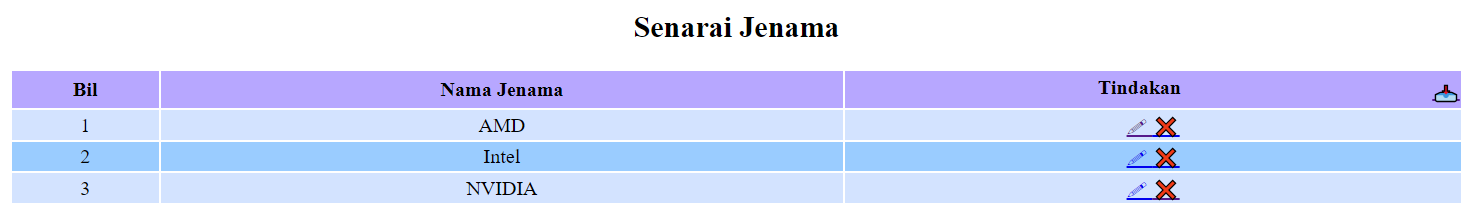 Senarai Jenama
Bil Nama Jenama Tindakan
1 AMD
2 Intel
3 NVIDIA